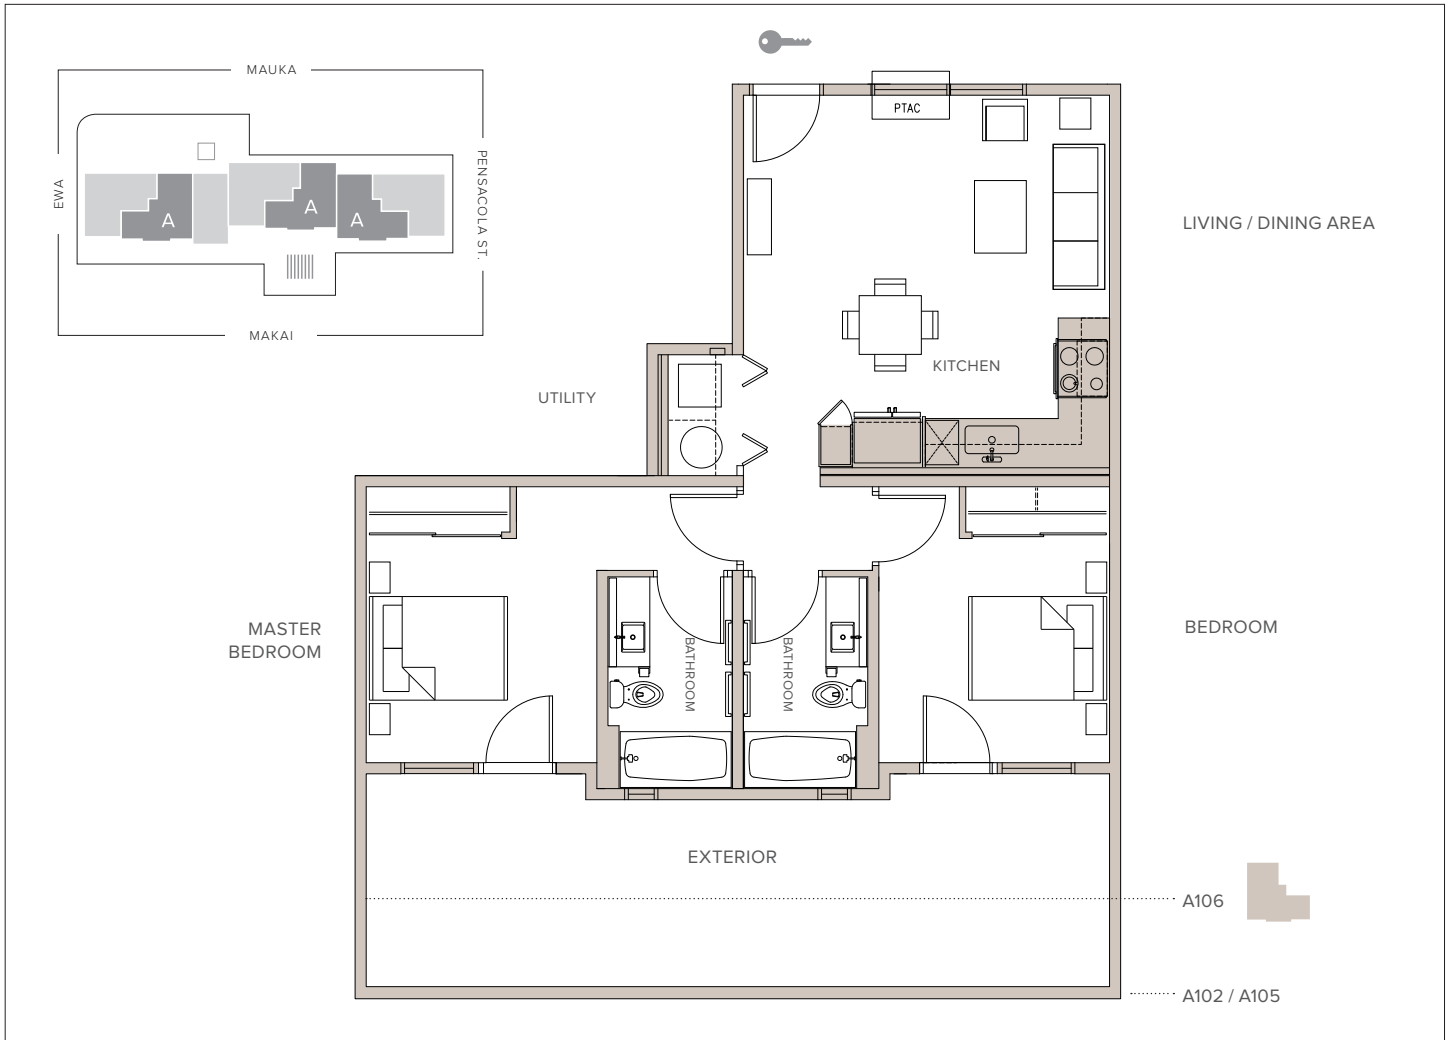 MAUKA
EWA
PENSACOLA ST.
A
A
A
MAKAI
PTAC
LIVING / DINING AREA
KITCHEN
UTILITY
MASTER
BEDROOM
BATHROOM
BATHROOM
BEDROOM
EXTERIOR
A106
A102 / A105